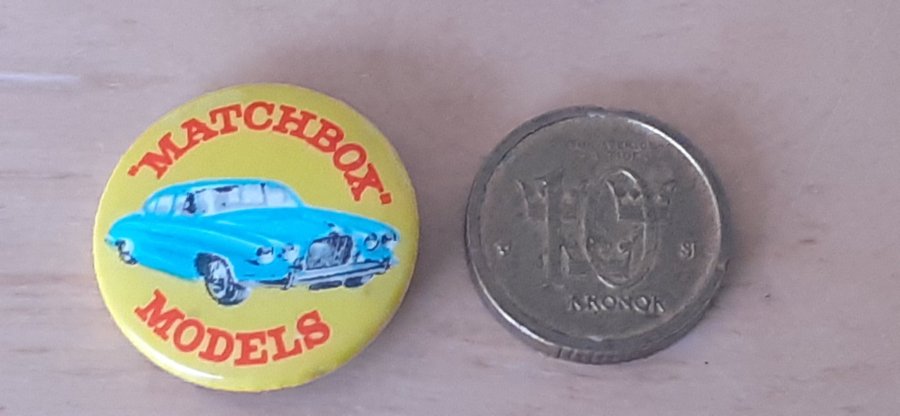 "MATCHBOX"
MODELS
10
KRONOR